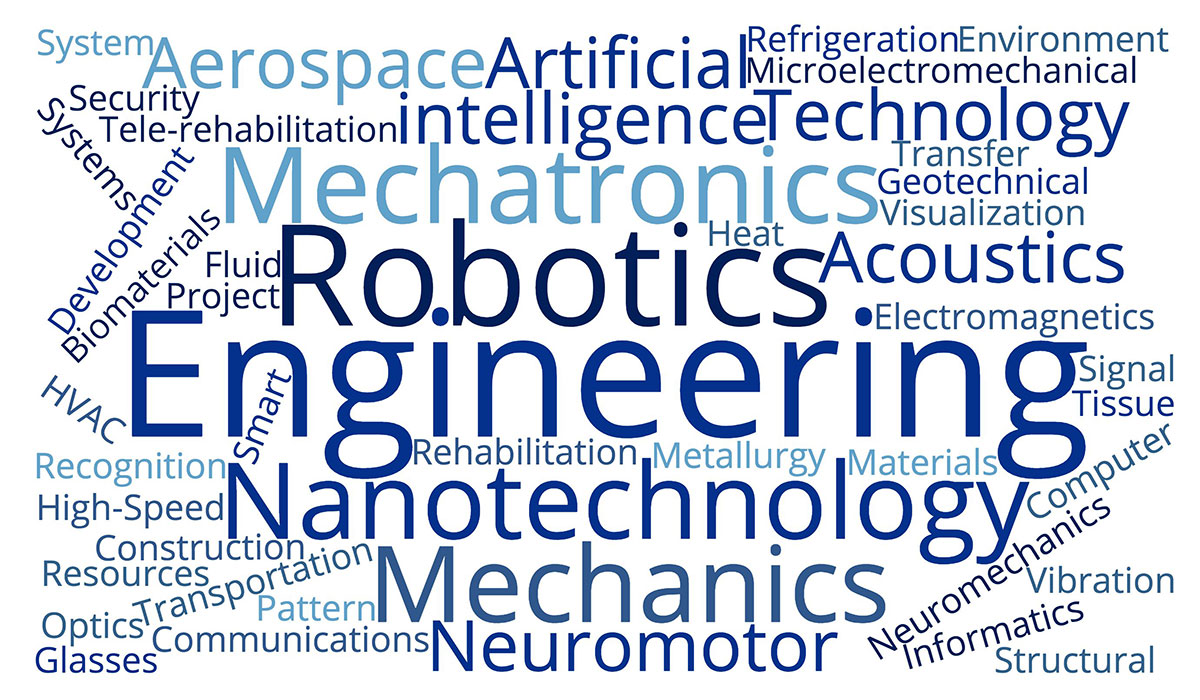 System
Aerospace
Artificial
Refrigeration
Environment
Microelectromechanical
Security
Systems
Tele-rehabilitation
intelligence
Technology
Development
Mechatronics
Transfer
Geotechnical
Visualization
Biomaterials
Fluid
Project
Robotics
Heat
Acoustics
Engineering
Electromagnetics
HVAC
Smart
Signal
Tissue
Recognition
Rehabilitation
Metallurgy
Materials
Computer
High-Speed
Nanotechnology
Construction
Resources
Transportation
Pattern
Mechanics
Neuromechanics
Vibration
Optics
Communications
Neuromotor
Informatics
Glasses
Structural